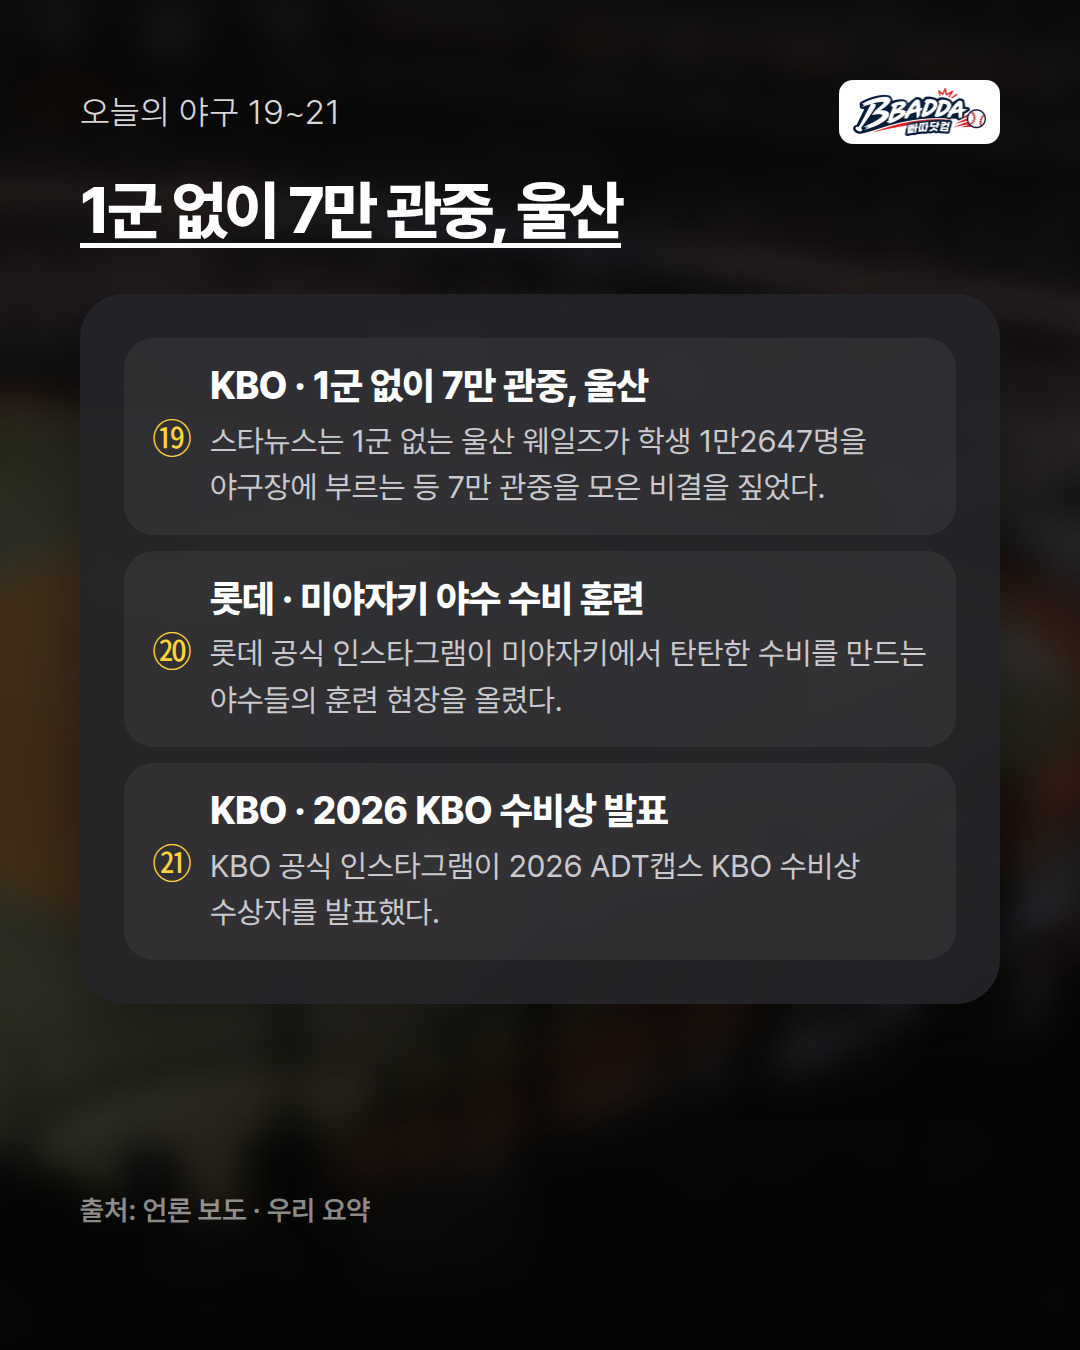 오늘의 야구 19~21
BBADDA
빠따닷컴
1군 없이 7만 관중, 울산
KBO · 1군 없이 7만 관중, 울산
⑲ 스타뉴스는 1군 없는 울산 웨일즈가 학생 1만2647명을
야구장에 부르는 등 7만 관중을 모은 비결을 짚었다.
롯데 · 미야자키 야수 수비 훈련
⑳ 롯데 공식 인스타그램이 미야자키에서 탄탄한 수비를 만드는
야수들의 훈련 현장을 올렸다.
KBO · 2026 KBO 수비상 발표
㉑ KBO 공식 인스타그램이 2026 ADT캡스 KBO 수비상
수상자를 발표했다.
출처: 언론 보도 · 우리 요약